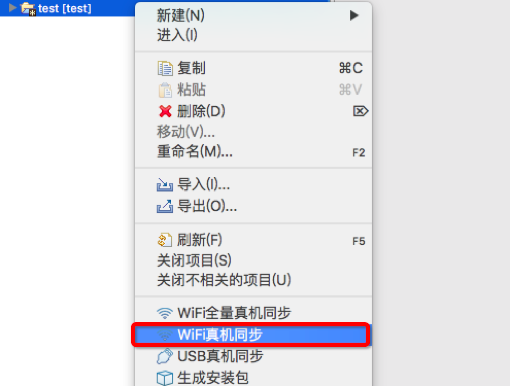 test [test]
新建(N)
进入(I)
复制 ⌘C
粘贴 ⌘V
删除(D) ⌦
移动(V)...
重命名(M)... F2
导入(I)...
导出(O)...
刷新(F) F5
关闭项目(S)
关闭不相关的项目(U)
WiFi全量真机同步
WiFi真机同步
USB真机同步
生成安装包